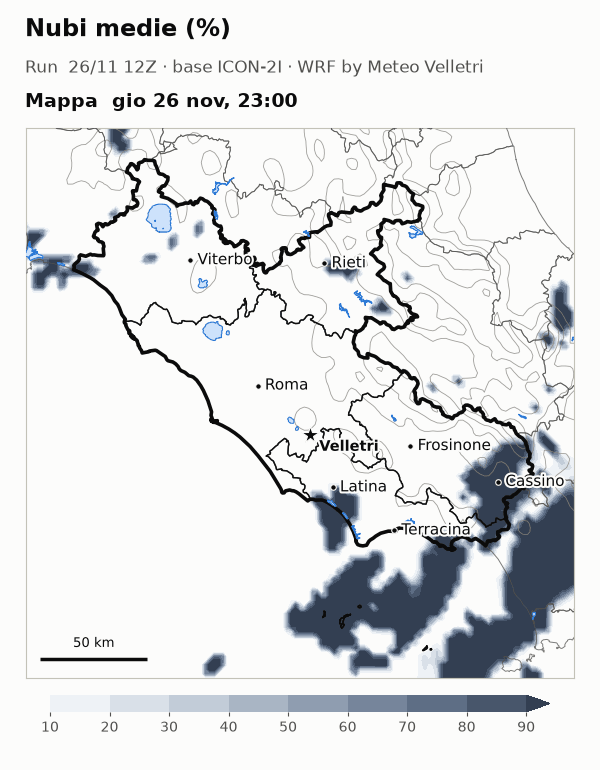 Nubi medie (%)
Run  26/11 12Z · base ICON-2I · WRF by Meteo Velletri
Mappa  gio 26 nov, 23:00
Viterbo
Rieti
Roma
Velletri
Frosinone
Latina
Cassino
Terracina
50 km
10 20 30 40 50 60 70 80 90